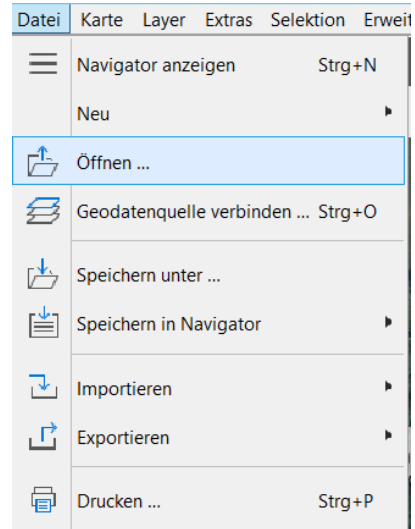 Datei Karte Layer Extras Selektion Erweit
Navigator anzeigen Strg+N
Neu
Öffnen ...
Geodatenquelle verbinden ... Strg+O
Speichern unter ...
Speichern in Navigator
Importieren
Exportieren
Drucken ... Strg+P